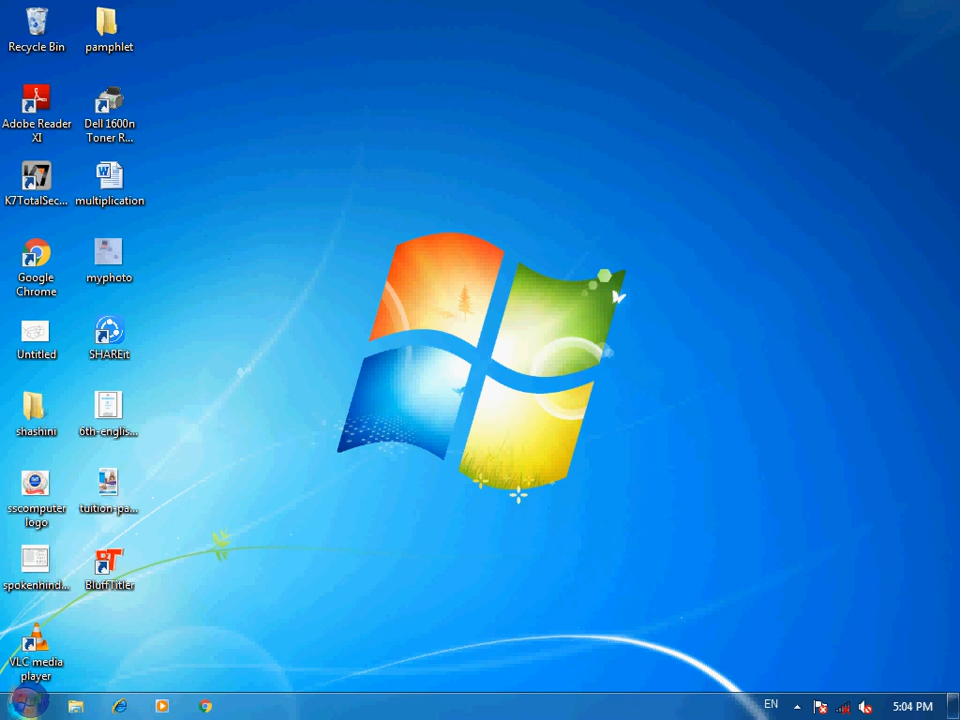 Recycle Bin
pamphlet
Adobe Reader
XI
Dell 1600n
Toner R...
K7TotalSec...
multiplication
Google
Chrome
myphoto
Untitled
SHAREit
shashini
6th-englis...
sscomputer
logo
tuition-pa...
spokenhind...
BluffTitler
VLC media
player
EN
5:04 PM